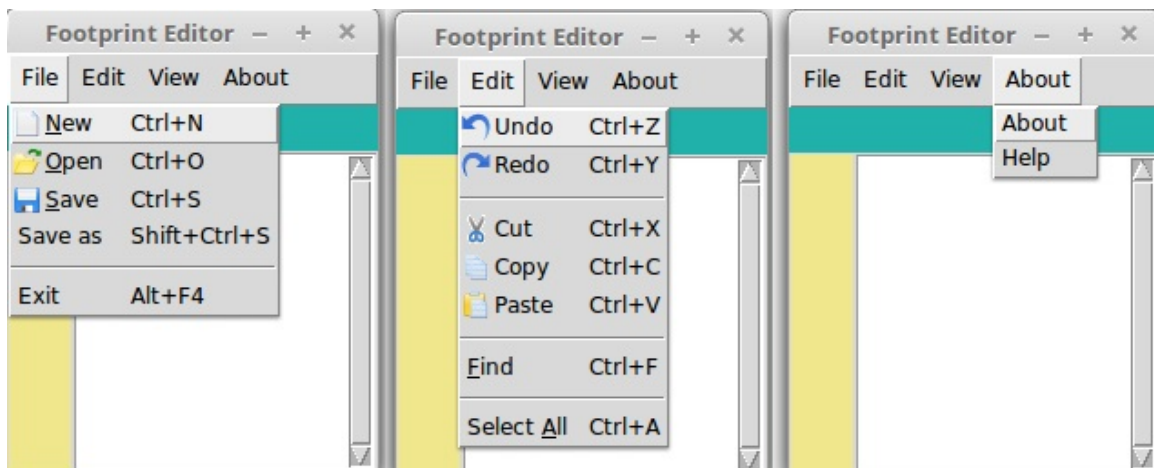 Footprint Editor – + ×
File Edit View About
New Ctrl+N
Open Ctrl+O
Save Ctrl+S
Save as Shift+Ctrl+S
Exit Alt+F4
Footprint Editor – + ×
File Edit View About
Undo Ctrl+Z
Redo Ctrl+Y
Cut Ctrl+X
Copy Ctrl+C
Paste Ctrl+V
Find Ctrl+F
Select All Ctrl+A
Footprint Editor – + ×
File Edit View About
About
Help